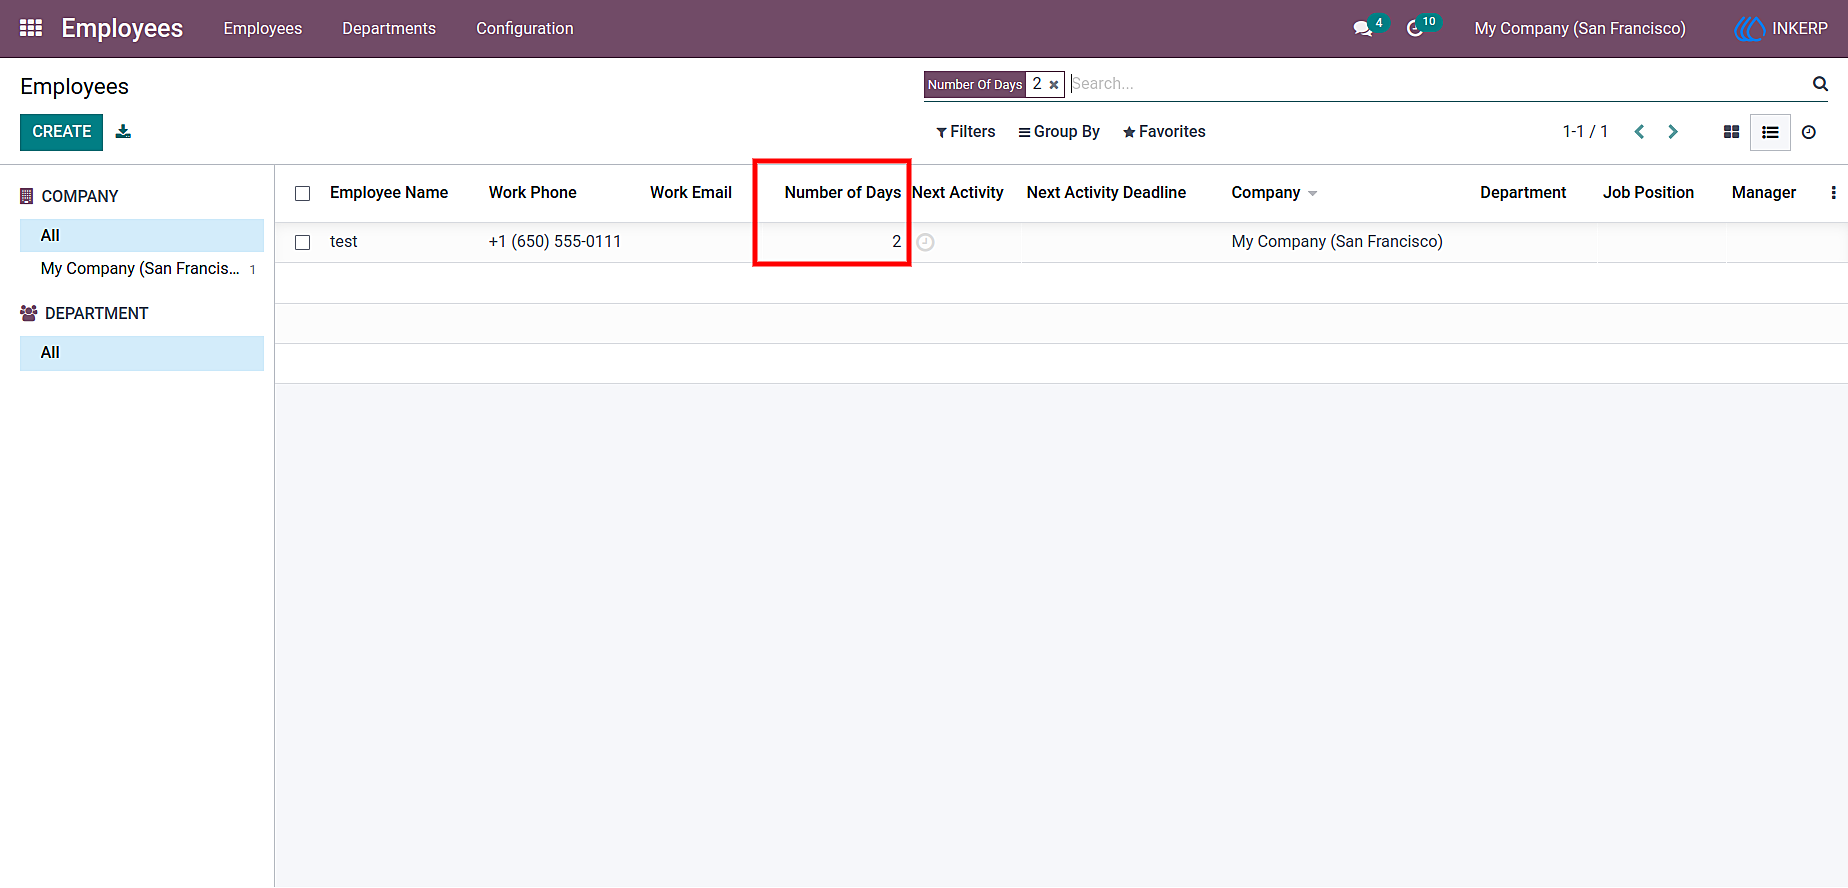 Employees Employees Departments Configuration 4 10 My Company (San Francisco) INKERP
Employees
Number Of Days 2 Search...
CREATE
Filters Group By Favorites 1-1 / 1
COMPANY
All
My Company (San Francis... 1
DEPARTMENT
All
Employee Name Work Phone Work Email Number of Days Next Activity Next Activity Deadline Company Department Job Position Manager
test +1 (650) 555-0111 2 My Company (San Francisco)